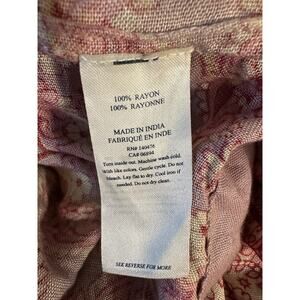 100% RAYON
100% RAYONNE
MADE IN INDIA
FABRIQUÉ EN INDE
RN# 140476
CA# 06894
Turn inside out. Machine wash cold.
With like colors. Gentle cycle. Do not
bleach. Lay flat to dry. Cool iron if
needed. Do not dry clean.
SEE REVERSE FOR MORE